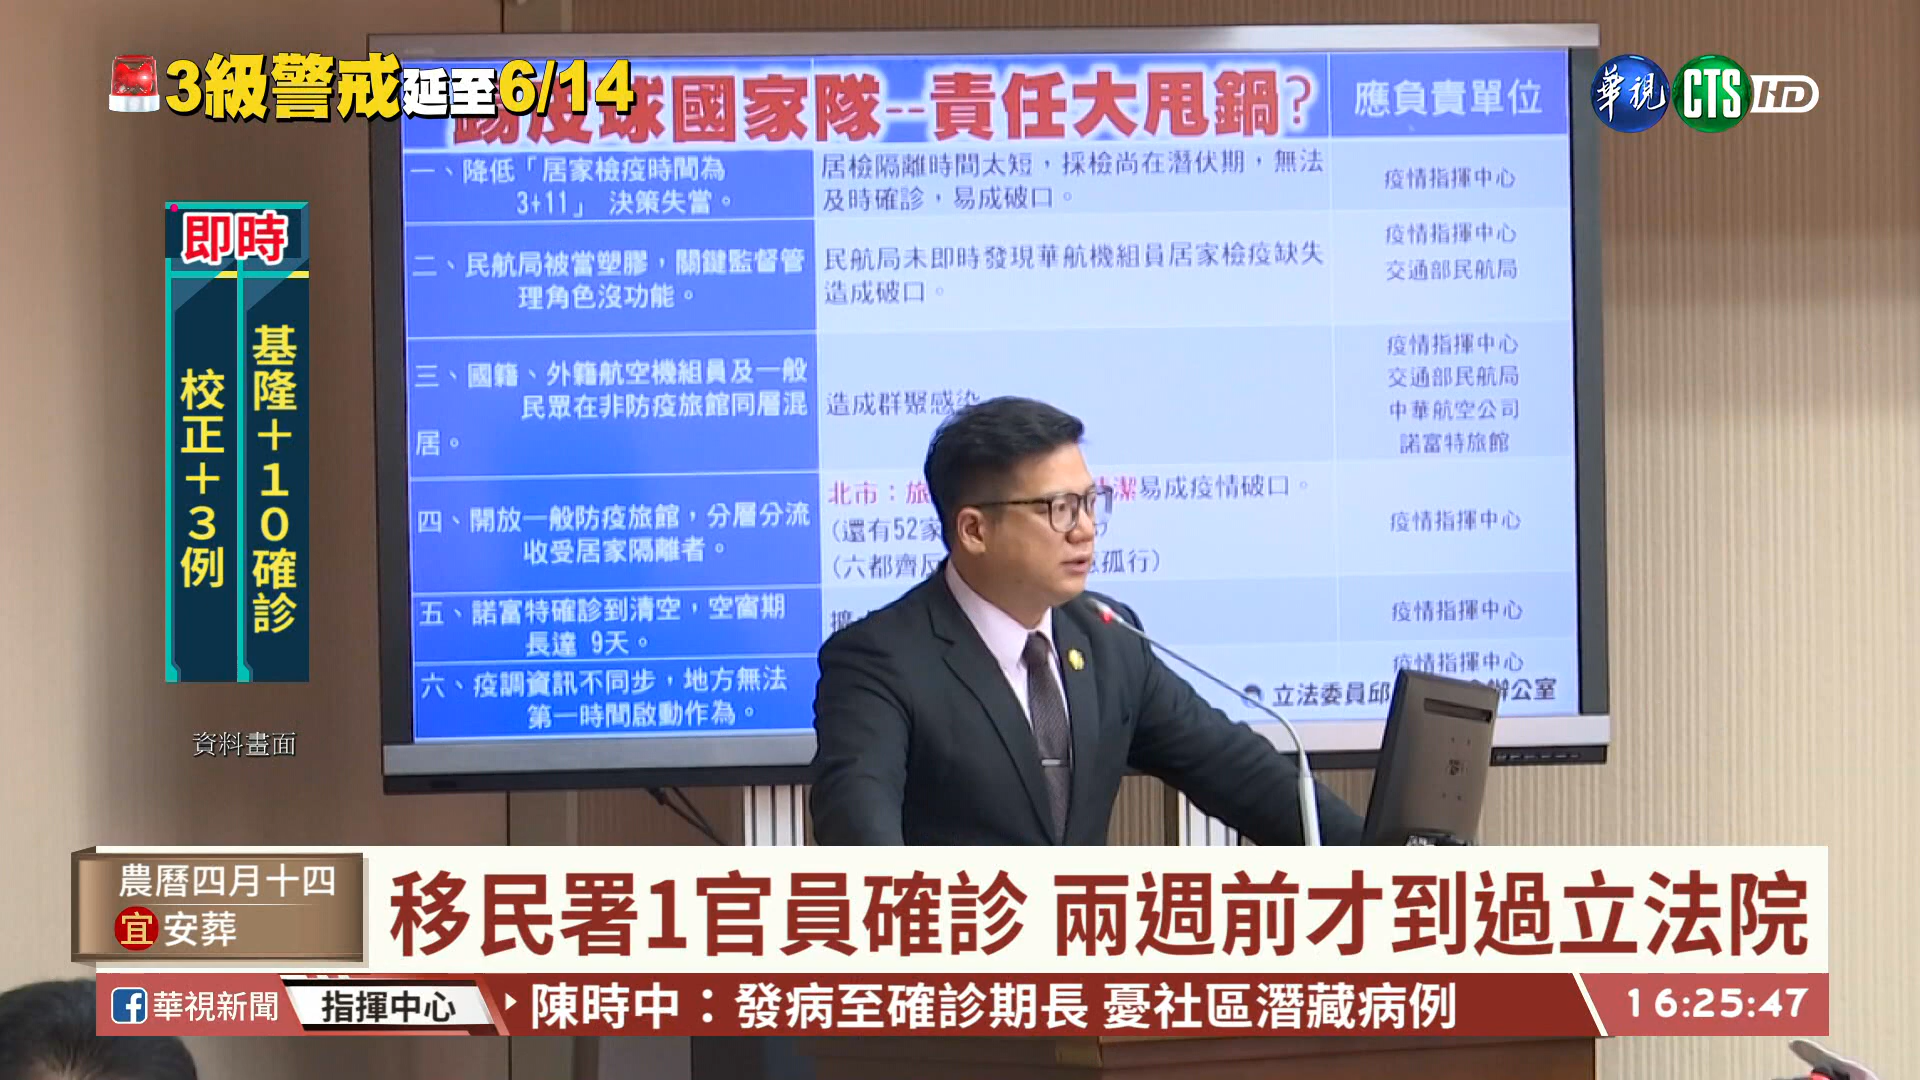 3級警戒延至6/14
華視 CTS HD
國家隊--責任大甩鍋?
應負責單位
一、降低「居家檢疫時間為
3+11」 決策失當。
居檢隔離時間太短，採檢尚在潛伏期，無法
及時確診，易成破口。
疫情指揮中心
二、民航局被當塑膠，關鍵監督管
理角色沒功能。
民航局未即時發現華航機組員居家檢疫缺失
造成破口。
疫情指揮中心
交通部民航局
三、國籍、外籍航空機組員及一般
民眾在非防疫旅館同層混
居。
造成群聚感染
疫情指揮中心
交通部民航局
中華航空公司
諾富特旅館
四、開放一般防疫旅館，分層分流
收受居家隔離者。
北市：旅 潔易成疫情破口。
(還有52家
(六都齊反 孤行)
疫情指揮中心
五、諾富特確診到清空，空窗期
長達 9天。
擴
疫情指揮中心
六、疫調資訊不同步，地方無法
第一時間啟動作為。
疫情指揮中心
立法委員邱 辦公室
即時
基隆＋10確診
校正＋3例
資料畫面
農曆四月十四
宜 安葬
移民署1官員確診 兩週前才到過立法院
華視新聞
指揮中心
陳時中：發病至確診期長 憂社區潛藏病例
16:25:47